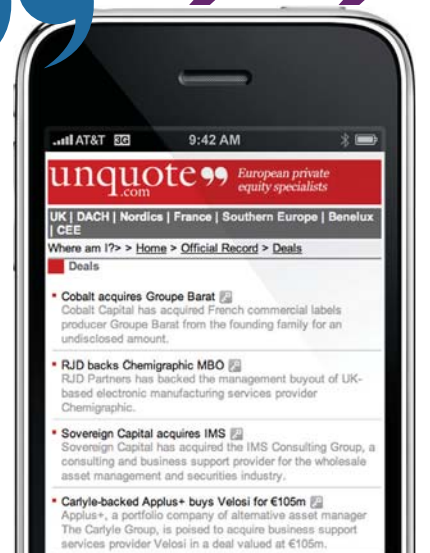 AT&T 3G 9:42 AM
unquote”
.com
European private
equity specialists
UK | DACH | Nordics | France | Southern Europe | Benelux
| CEE
Where am I?> > Home > Official Record > Deals
Deals
Cobalt acquires Groupe Barat
Cobalt Capital has acquired French commercial labels
producer Groupe Barat from the founding family for an
undisclosed amount.
RJD backs Chemigraphic MBO
RJD Partners has backed the management buyout of UK-
based electronic manufacturing services provider
Chemigraphic.
Sovereign Capital acquires IMS
Sovereign Capital has acquired the IMS Consulting Group, a
consulting and business support provider for the wholesale
asset management and securities industry.
Carlyle-backed Applus+ buys Velosi for €105m
Applus+, a portfolio company of alternative asset manager
The Carlyle Group, is poised to acquire business support
services provider Velosi in a deal valued at €105m.